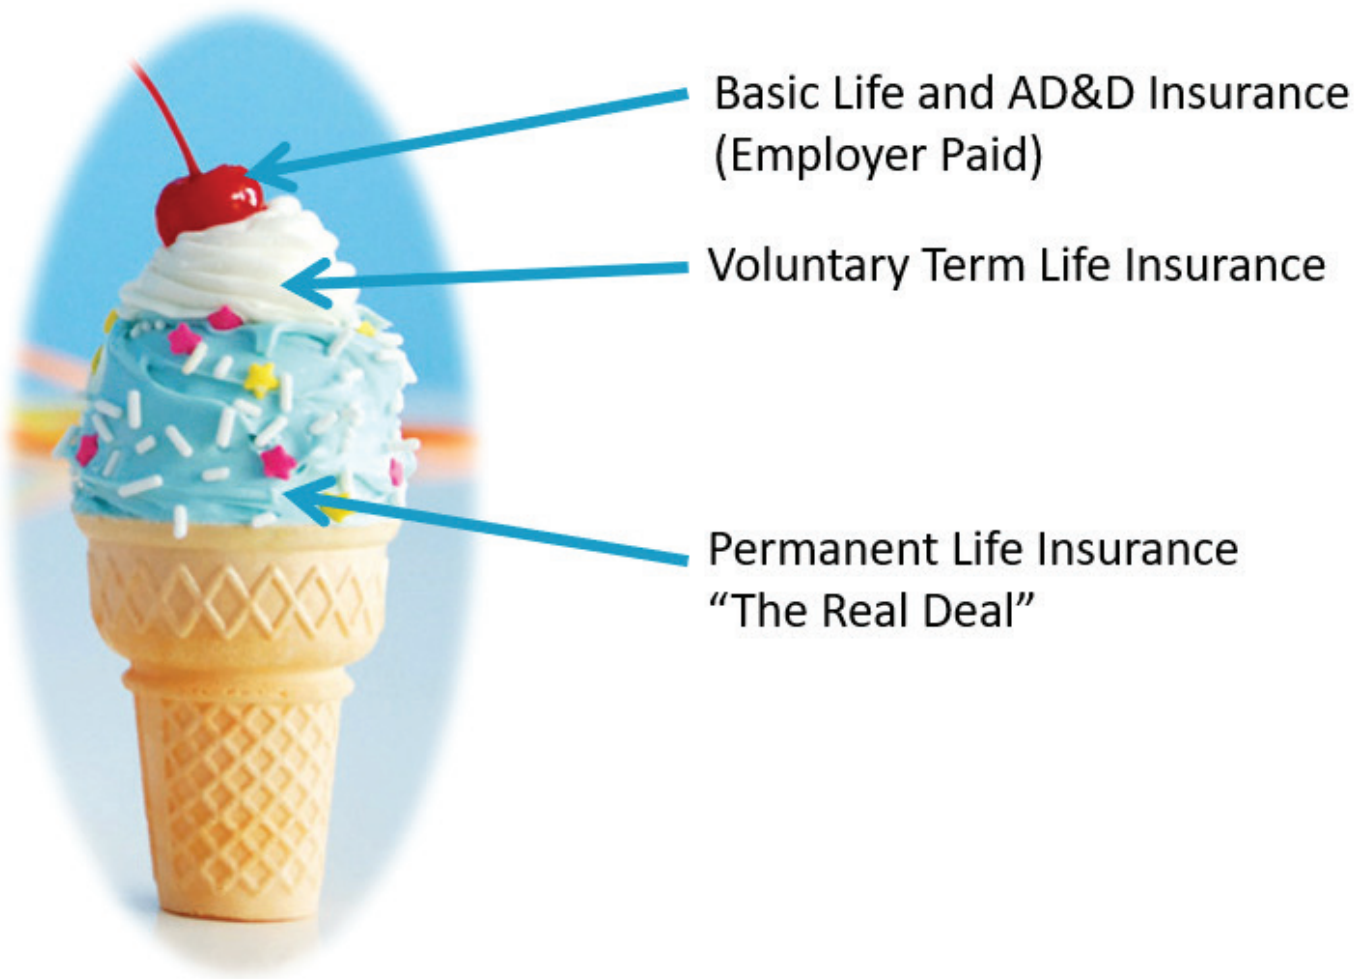 Basic Life and AD&D Insurance
(Employer Paid)
Voluntary Term Life Insurance
Permanent Life Insurance
“The Real Deal”